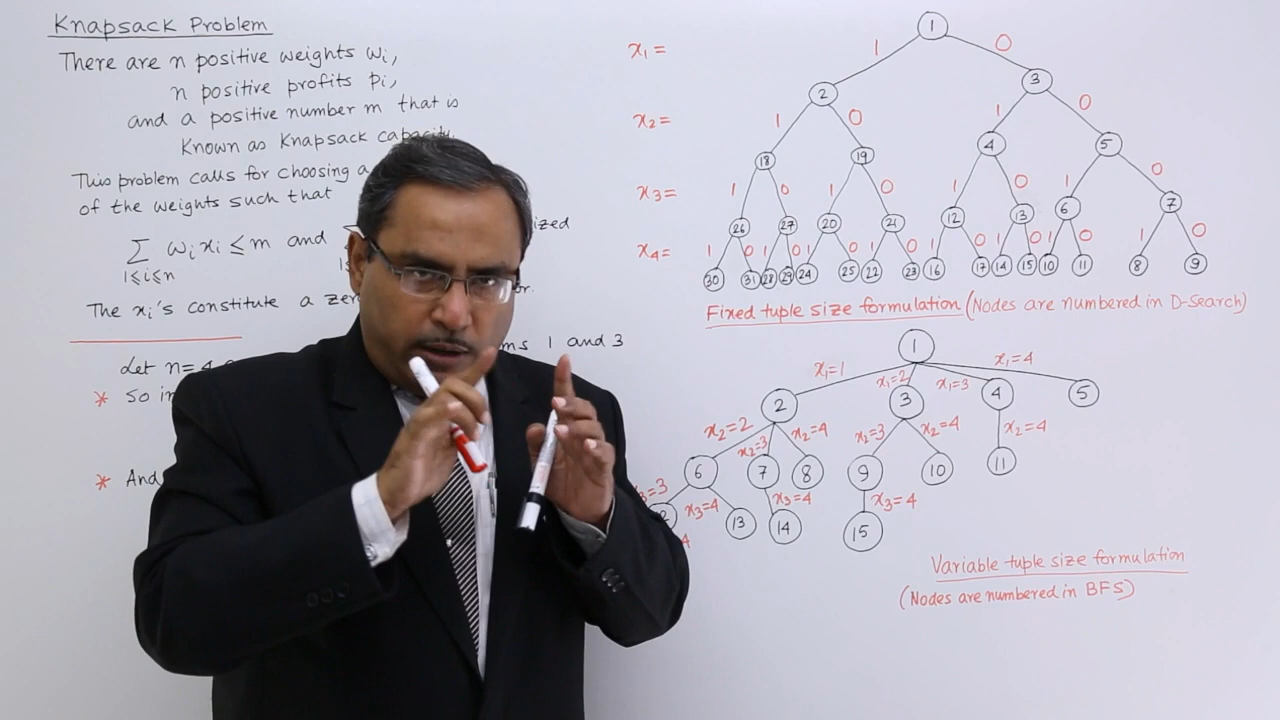 Knapsack Problem
There are n positive weights wi,
n positive profits pi,
and a positive number m that is
Known as Knapsack capacity.
This problem calls for choosing a
of the weights such that
∑ wi xi ≤ m and
1≤i≤n
The xi's constitute a
Let n=4
* So
* And
1 and 3
1
1 0
x1=
2 3
1 0 1 0
x2=
18 19 4 5
1 0 1 0 1 0 1 0
x3=
26 27 20 21 12 13 6 7
1 0 1 0 1 0 1 0 1 0 1 0 1 0 1 0
x4=
30 31 28 29 24 25 22 23 16 17 14 15 10 11 8 9
Fixed tuple size formulation (Nodes are numbered in D-Search)
1
x1=1 x1=2 x1=3 x1=4
2 3 4 5
x2=2 x2=3 x2=4 x2=3 x2=4 x2=4
6 7 8 9 10 11
x3=4 x3=4 x3=4
13 14 15
Variable tuple size formulation
(Nodes are numbered in BFS)